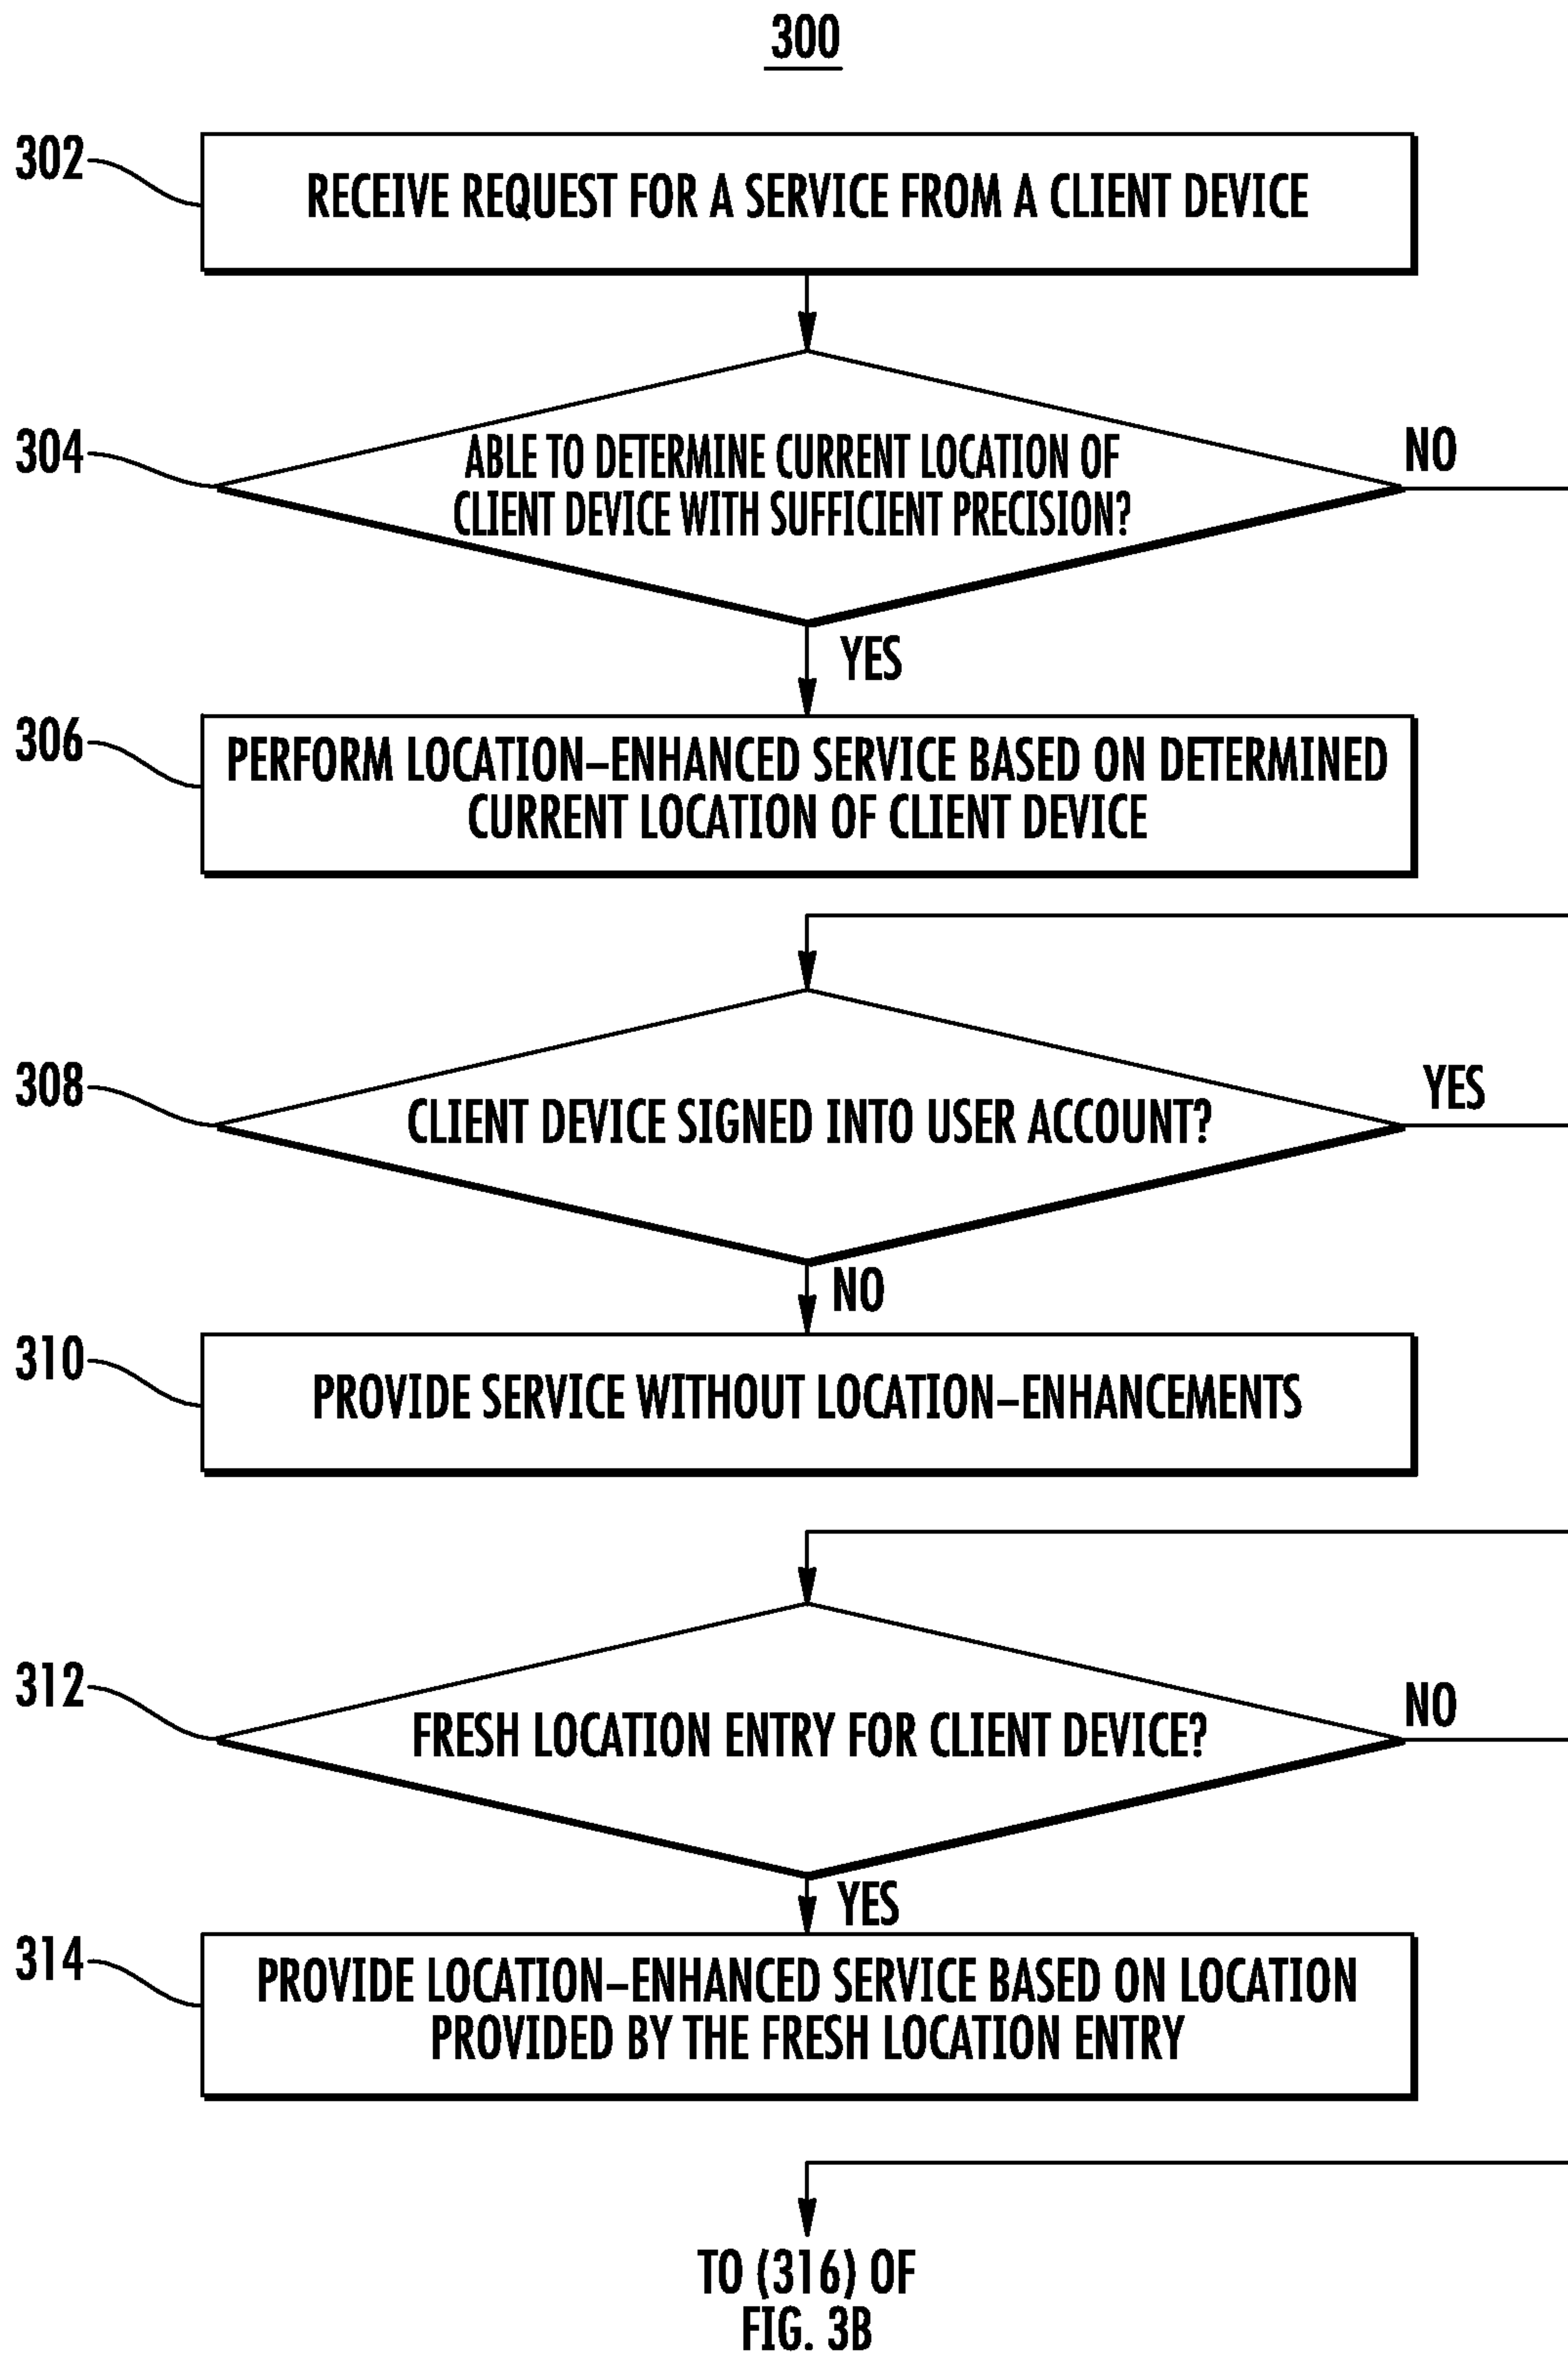 300
302
RECEIVE REQUEST FOR A SERVICE FROM A CLIENT DEVICE
304
ABLE TO DETERMINE CURRENT LOCATION OF
CLIENT DEVICE WITH SUFFICIENT PRECISION?
NO
YES
306
PERFORM LOCATION–ENHANCED SERVICE BASED ON DETERMINED
CURRENT LOCATION OF CLIENT DEVICE
308
CLIENT DEVICE SIGNED INTO USER ACCOUNT?
YES
NO
310
PROVIDE SERVICE WITHOUT LOCATION–ENHANCEMENTS
312
FRESH LOCATION ENTRY FOR CLIENT DEVICE?
NO
YES
314
PROVIDE LOCATION–ENHANCED SERVICE BASED ON LOCATION
PROVIDED BY THE FRESH LOCATION ENTRY
TO (316) OF
FIG. 3B